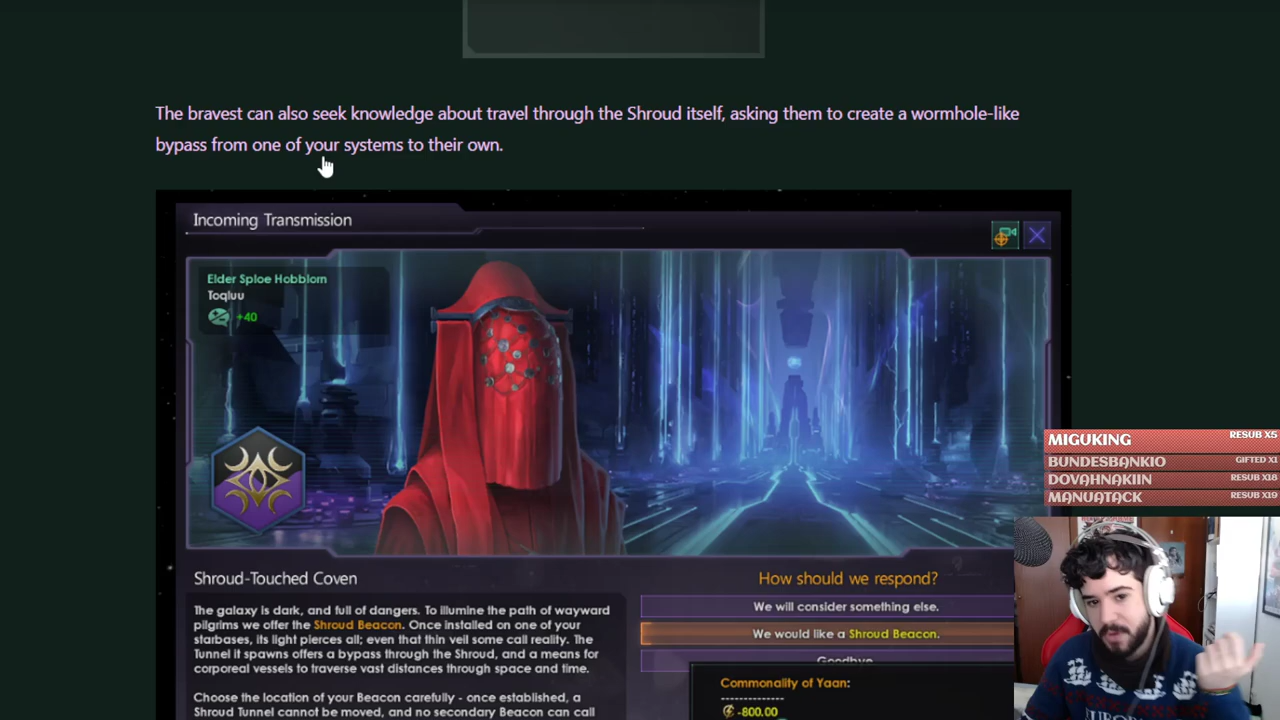 The bravest can also seek knowledge about travel through the Shroud itself, asking them to create a wormhole-like
bypass from one of your systems to their own.
Incoming Transmission
Elder Sploe Hobblorn
Toqluu
+40
Shroud-Touched Coven
The galaxy is dark, and full of dangers. To illumine the path of wayward
pilgrims we offer the Shroud Beacon. Once installed on one of your
starbases, its light pierces all; even that thin veil some call reality. The
Tunnel it spawns offers a bypass through the Shroud, and a means for
corporeal vessels to traverse vast distances through space and time.
Choose the location of your Beacon carefully - once established, a
Shroud Tunnel cannot be moved, and no secondary Beacon can call
How should we respond?
We will consider something else.
We would like a Shroud Beacon.
Goodbye
Commonality of Yaan:
--------------
-800.00
MIGUKING RESUB X5
BUNDESBANKIO GIFTED X1
DOVAHNAKIIN RESUB X18
MANUATACK RESUB X19